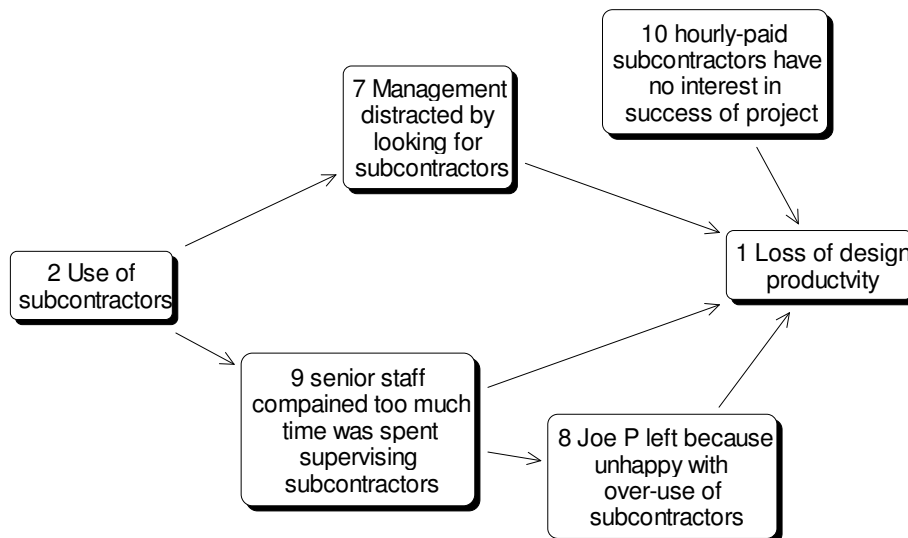 10 hourly-paid
subcontractors have
no interest in
success of project
7 Management
distracted by
looking for
subcontractors
1 Loss of design
productvity
2 Use of
subcontractors
9 senior staff
compained too much
time was spent
supervising
subcontractors
8 Joe P left because
unhappy with
over-use of
subcontractors